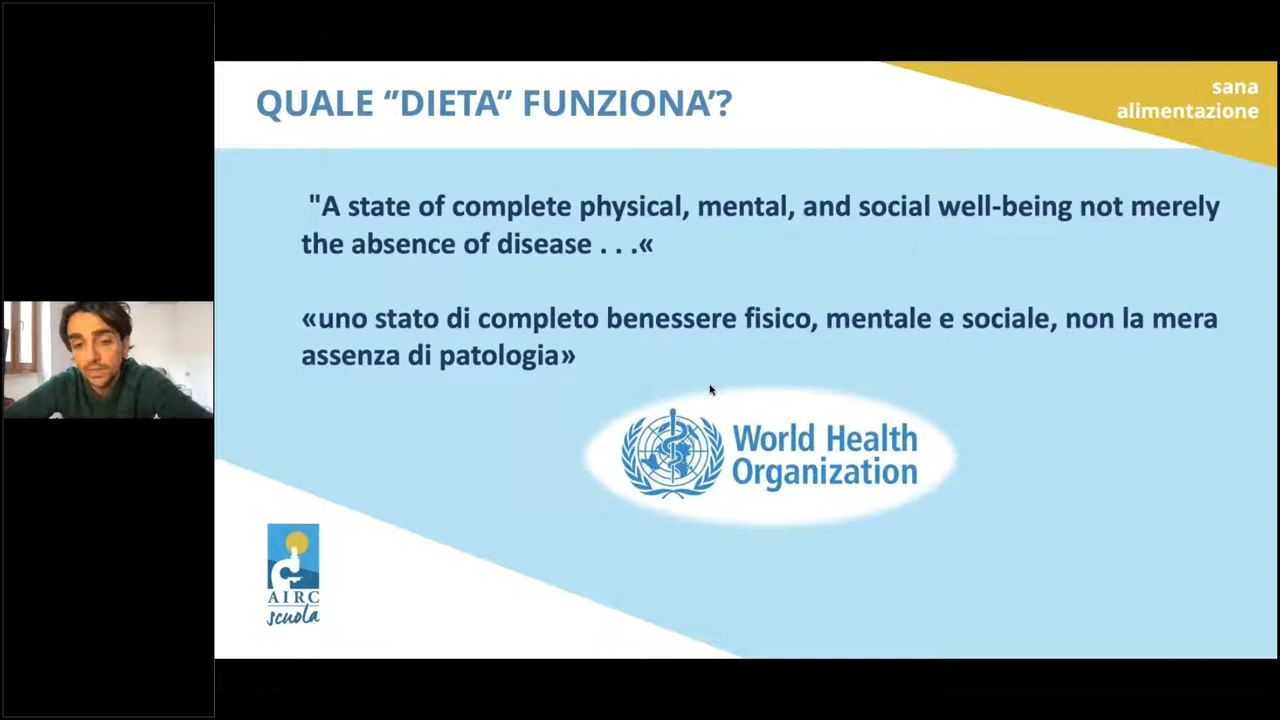 QUALE “DIETA” FUNZIONA’?
sana
alimentazione
"A state of complete physical, mental, and social well-being not merely
the absence of disease . . .«
«uno stato di completo benessere fisico, mentale e sociale, non la mera
assenza di patologia»
World Health
Organization
AIRC
scuola